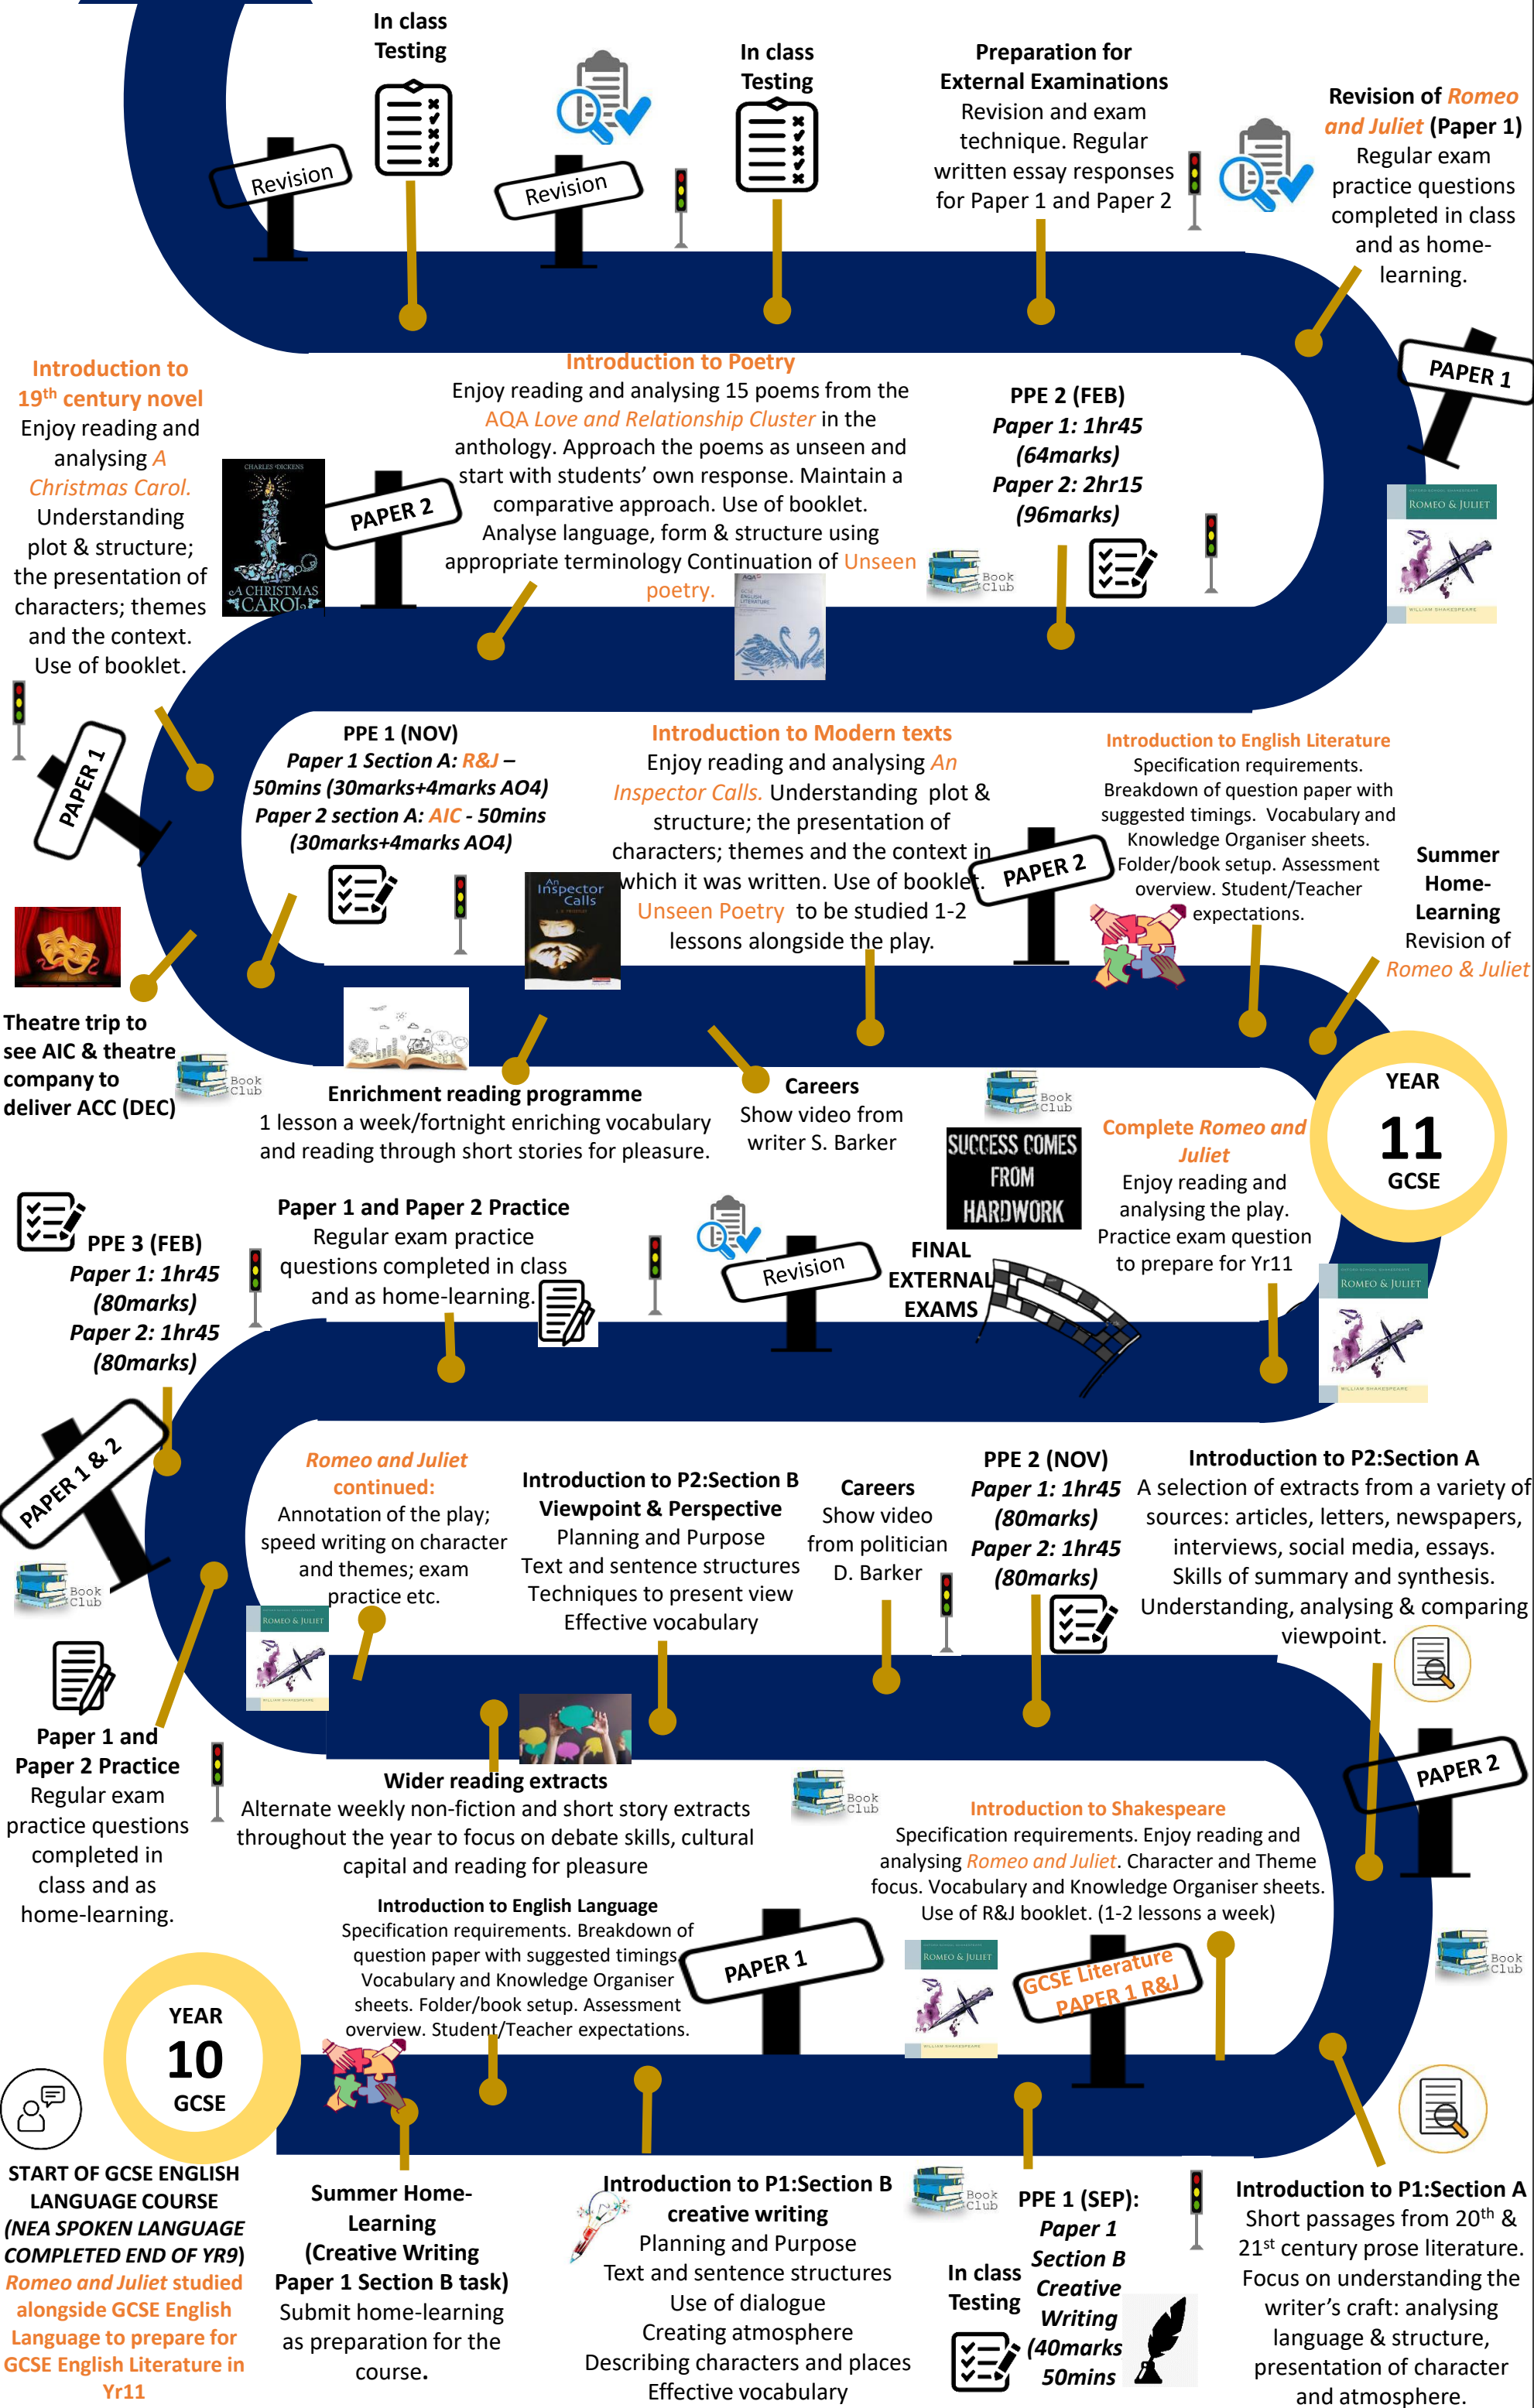 In class
Testing
In class
Testing
Preparation for
External Examinations
Revision and exam
technique. Regular
written essay responses
for Paper 1 and Paper 2
Revision of Romeo
and Juliet (Paper 1)
Regular exam
practice questions
completed in class
and as home-
learning.
Revision
Revision
PAPER 1
Introduction to
19th century novel
Enjoy reading and
analysing A
Christmas Carol.
Understanding
plot & structure;
the presentation of
characters; themes
and the context.
Use of booklet.
CHARLES DICKENS
A CHRISTMAS
CAROL
PAPER 2
Introduction to Poetry
Enjoy reading and analysing 15 poems from the
AQA Love and Relationship Cluster in the
anthology. Approach the poems as unseen and
start with students' own response. Maintain a
comparative approach. Use of booklet.
Analyse language, form & structure using
appropriate terminology Continuation of Unseen
poetry.
AQA
GCSE
ENGLISH
LITERATURE
PPE 2 (FEB)
Paper 1: 1hr45
(64marks)
Paper 2: 2hr15
(96marks)
Book
Club
ROMEO & JULIET
WILLIAM SHAKESPEARE
PAPER 1
PPE 1 (NOV)
Paper 1 Section A: R&J –
50mins (30marks+4marks AO4)
Paper 2 section A: AIC - 50mins
(30marks+4marks AO4)
An
Inspector
Calls
Introduction to Modern texts
Enjoy reading and analysing An
Inspector Calls. Understanding plot &
structure; the presentation of
characters; themes and the context in
which it was written. Use of booklet.
Unseen Poetry to be studied 1-2
lessons alongside the play.
PAPER 2
Introduction to English Literature
Specification requirements.
Breakdown of question paper with
suggested timings. Vocabulary and
Knowledge Organiser sheets.
Folder/book setup. Assessment
overview. Student/Teacher
expectations.
Summer
Home-
Learning
Revision of
Romeo & Juliet
Theatre trip to
see AIC & theatre
company to
deliver ACC (DEC)
Book
Club
Enrichment reading programme
1 lesson a week/fortnight enriching vocabulary
and reading through short stories for pleasure.
Careers
Show video from
writer S. Barker
Book
Club
SUCCESS COMES
FROM
HARDWORK
Complete Romeo and
Juliet
Enjoy reading and
analysing the play.
Practice exam question
to prepare for Yr11
YEAR
11
GCSE
PPE 3 (FEB)
Paper 1: 1hr45
(80marks)
Paper 2: 1hr45
(80marks)
Paper 1 and Paper 2 Practice
Regular exam practice
questions completed in class
and as home-learning.
Revision
FINAL
EXTERNAL
EXAMS
ROMEO & JULIET
WILLIAM SHAKESPEARE
PAPER 1 & 2
Book
Club
Romeo and Juliet
continued:
Annotation of the play;
speed writing on character
and themes; exam
practice etc.
ROMEO & JULIET
WILLIAM SHAKESPEARE
Introduction to P2:Section B
Viewpoint & Perspective
Planning and Purpose
Text and sentence structures
Techniques to present view
Effective vocabulary
Careers
Show video
from politician
D. Barker
PPE 2 (NOV)
Paper 1: 1hr45
(80marks)
Paper 2: 1hr45
(80marks)
Introduction to P2:Section A
A selection of extracts from a variety of
sources: articles, letters, newspapers,
interviews, social media, essays.
Skills of summary and synthesis.
Understanding, analysing & comparing
viewpoint.
Paper 1 and
Paper 2 Practice
Regular exam
practice questions
completed in
class and as
home-learning.
Wider reading extracts
Alternate weekly non-fiction and short story extracts
throughout the year to focus on debate skills, cultural
capital and reading for pleasure
Book
Club
PAPER 2
Introduction to Shakespeare
Specification requirements. Enjoy reading and
analysing Romeo and Juliet. Character and Theme
focus. Vocabulary and Knowledge Organiser sheets.
Use of R&J booklet. (1-2 lessons a week)
Introduction to English Language
Specification requirements. Breakdown of
question paper with suggested timings.
Vocabulary and Knowledge Organiser
sheets. Folder/book setup. Assessment
overview. Student/Teacher expectations.
PAPER 1
ROMEO & JULIET
WILLIAM SHAKESPEARE
GCSE Literature
PAPER 1 R&J
Book
Club
YEAR
10
GCSE
START OF GCSE ENGLISH
LANGUAGE COURSE
(NEA SPOKEN LANGUAGE
COMPLETED END OF YR9)
Romeo and Juliet studied
alongside GCSE English
Language to prepare for
GCSE English Literature in
Yr11
Summer Home-
Learning
(Creative Writing
Paper 1 Section B task)
Submit home-learning
as preparation for the
course.
Introduction to P1:Section B
creative writing
Planning and Purpose
Text and sentence structures
Use of dialogue
Creating atmosphere
Describing characters and places
Effective vocabulary
Book
Club
In class
Testing
PPE 1 (SEP):
Paper 1
Section B
Creative
Writing
(40marks
50mins
Introduction to P1:Section A
Short passages from 20th &
21st century prose literature.
Focus on understanding the
writer's craft: analysing
language & structure,
presentation of character
and atmosphere.